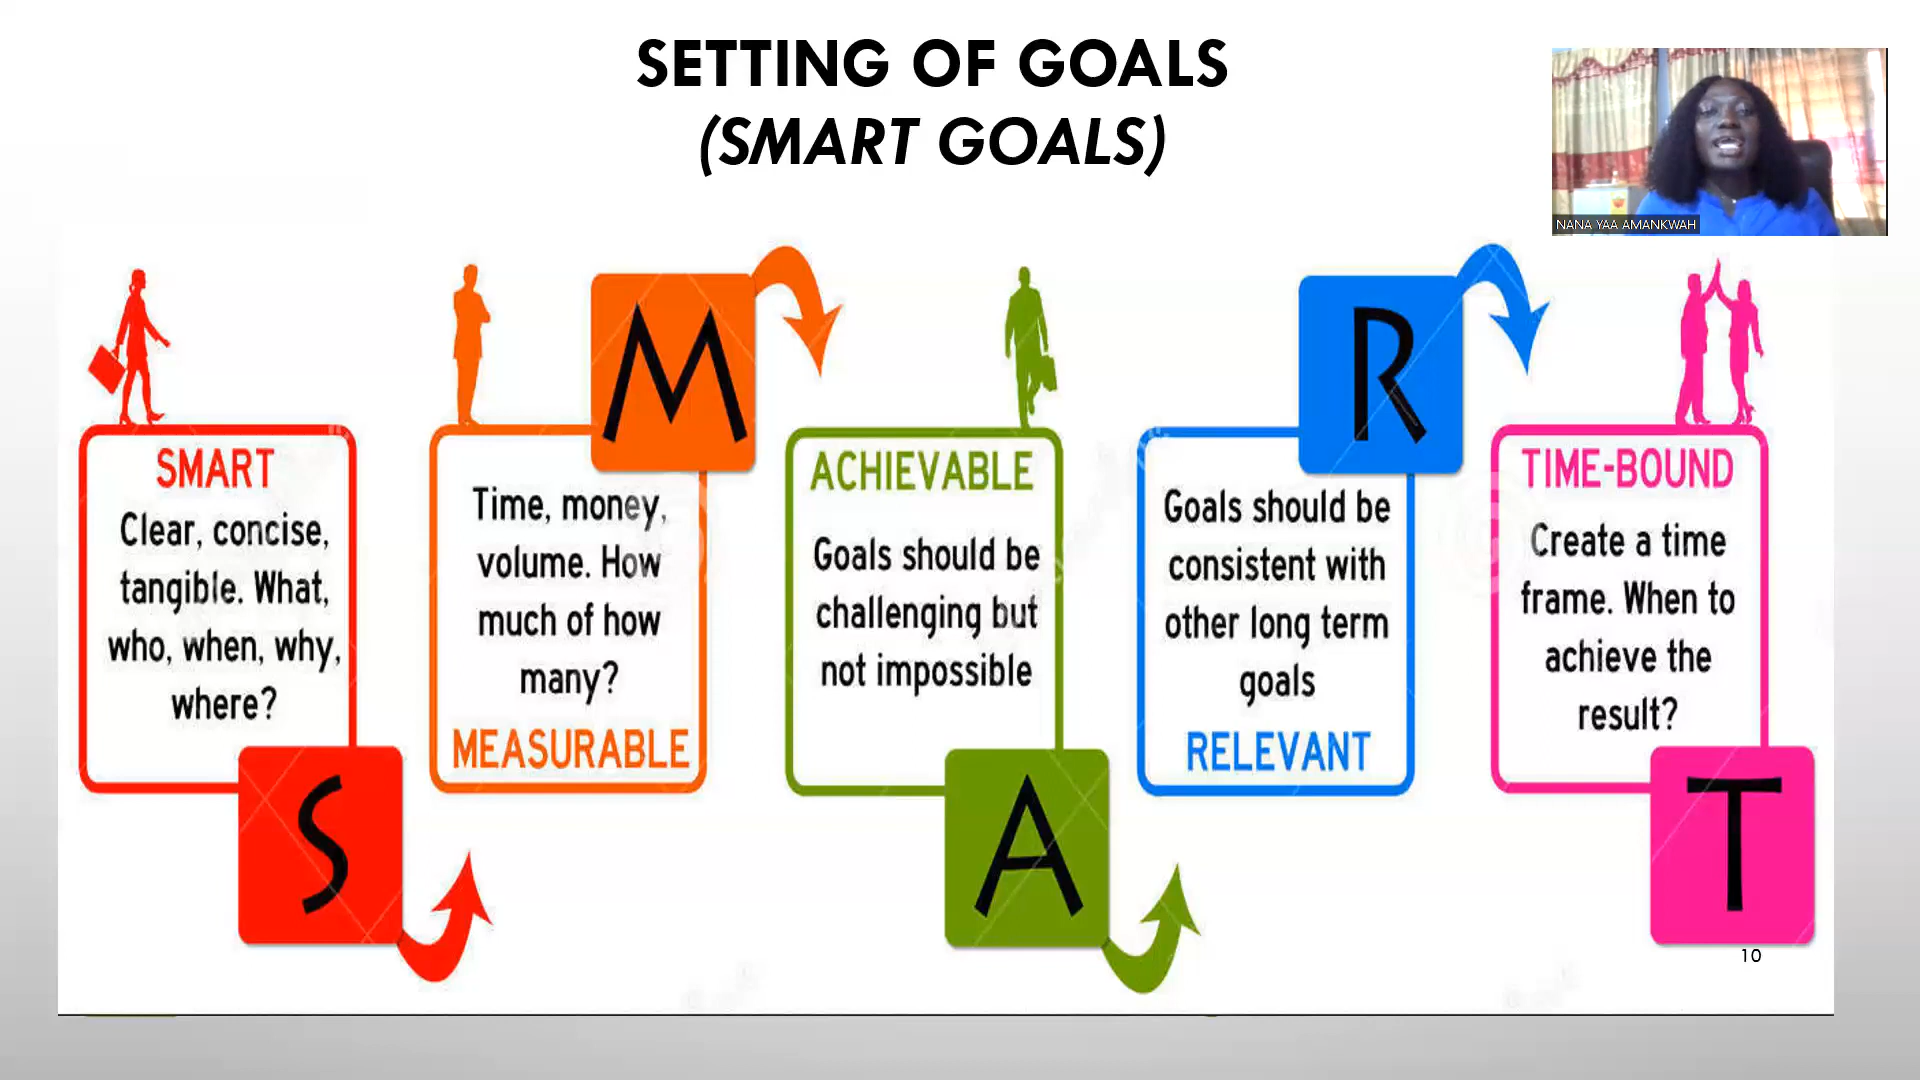 SETTING OF GOALS
(SMART GOALS)
NANA YAA AMANKWAH
SMART
Clear, concise,
tangible. What,
who, when, why,
where?
S
M
Time, money,
volume. How
much of how
many?
MEASURABLE
ACHIEVABLE
Goals should be
challenging but
not impossible
A
R
Goals should be
consistent with
other long term
goals
RELEVANT
TIME-BOUND
Create a time
frame. When to
achieve the
result?
T
10